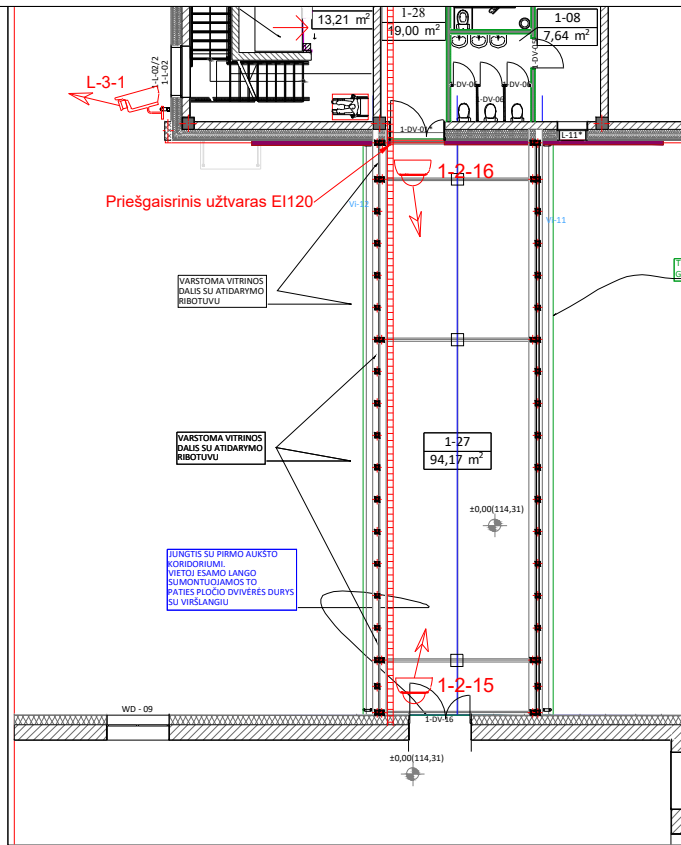 13,21 m²
1-28
19,00 m²
1-08
7,64 m²
L-3-1
1-L-02/2
1-L-02
1-DV-06
1-DV-06
1-DV-06
L-11*
1-2-16
Priešgaisrinis užtvaras EI120
Vi-12
Vi-11
VARSTOMA VITRINOS
DALIS SU ATIDARYMO
RIBOTUVU
VARSTOMA VITRINOS
DALIS SU ATIDARYMO
RIBOTUVU
1-27
94,17 m²
±0,00(114,31)
JUNGTIS SU PIRMO AUKŠTO
KORIDORIUMI.
VIETOJ ESAMO LANGO
SUMONTUOJAMOS TO
PATIES PLOČIO DVIVĖRĖS DURYS
SU VIRŠLANGIU
1-2-15
WD - 09
1-DV-16
±0,00(114,31)